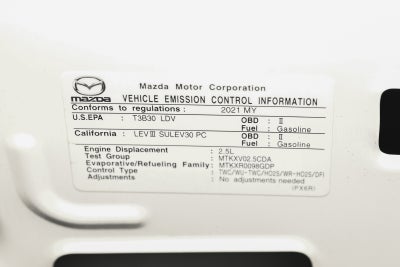 Mazda Motor Corporation
mazda VEHICLE EMISSION CONTROL INFORMATION
Conforms to regulations: 2021 MY
U.S.EPA : T3B30 LDV OBD : II
Fuel : Gasoline
California : LEVIII SULEV30 PC OBD : II
Fuel : Gasoline
Engine Displacement : 2.5L
Test Group : MTKXV02.5CDA
Evaporative/Refueling Family: MTKXR0098GDP
Control Type : TWC/WU-TWC/HO2S/WR-HO2S/DFI
Adjustments : No adjustments needed.
(PX6R)